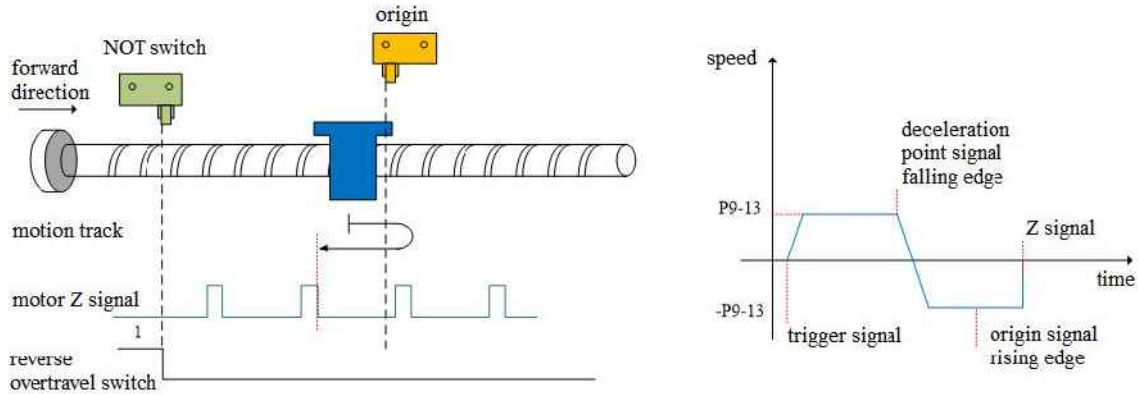 origin
NOT switch
forward
direction
motion track
motor Z signal
1
reverse
overtravel switch
speed
deceleration
point signal
falling edge
P9-13
Z signal
time
-P9-13
trigger signal
origin signal
rising edge